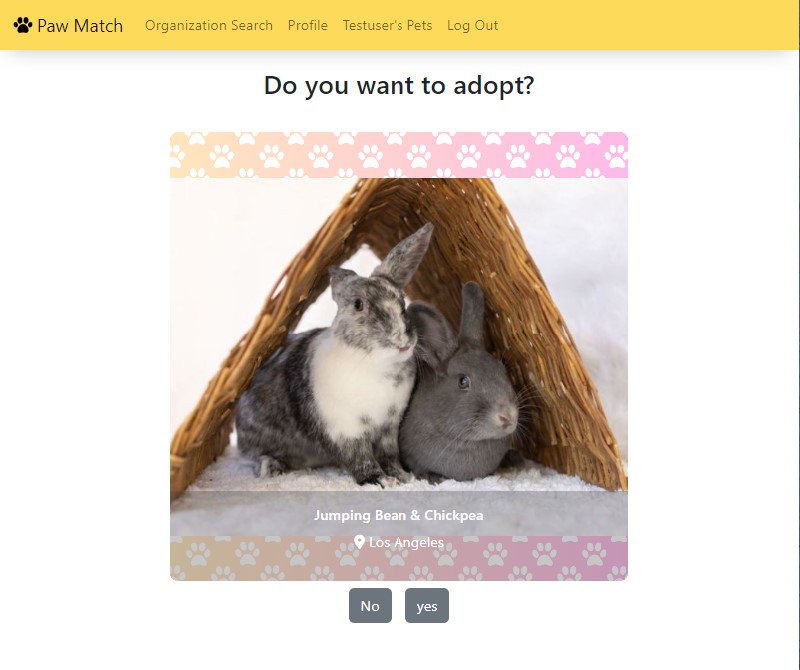 Paw Match Organization Search Profile Testuser's Pets Log Out
Do you want to adopt?
Jumping Bean & Chickpea
Los Angeles
No yes